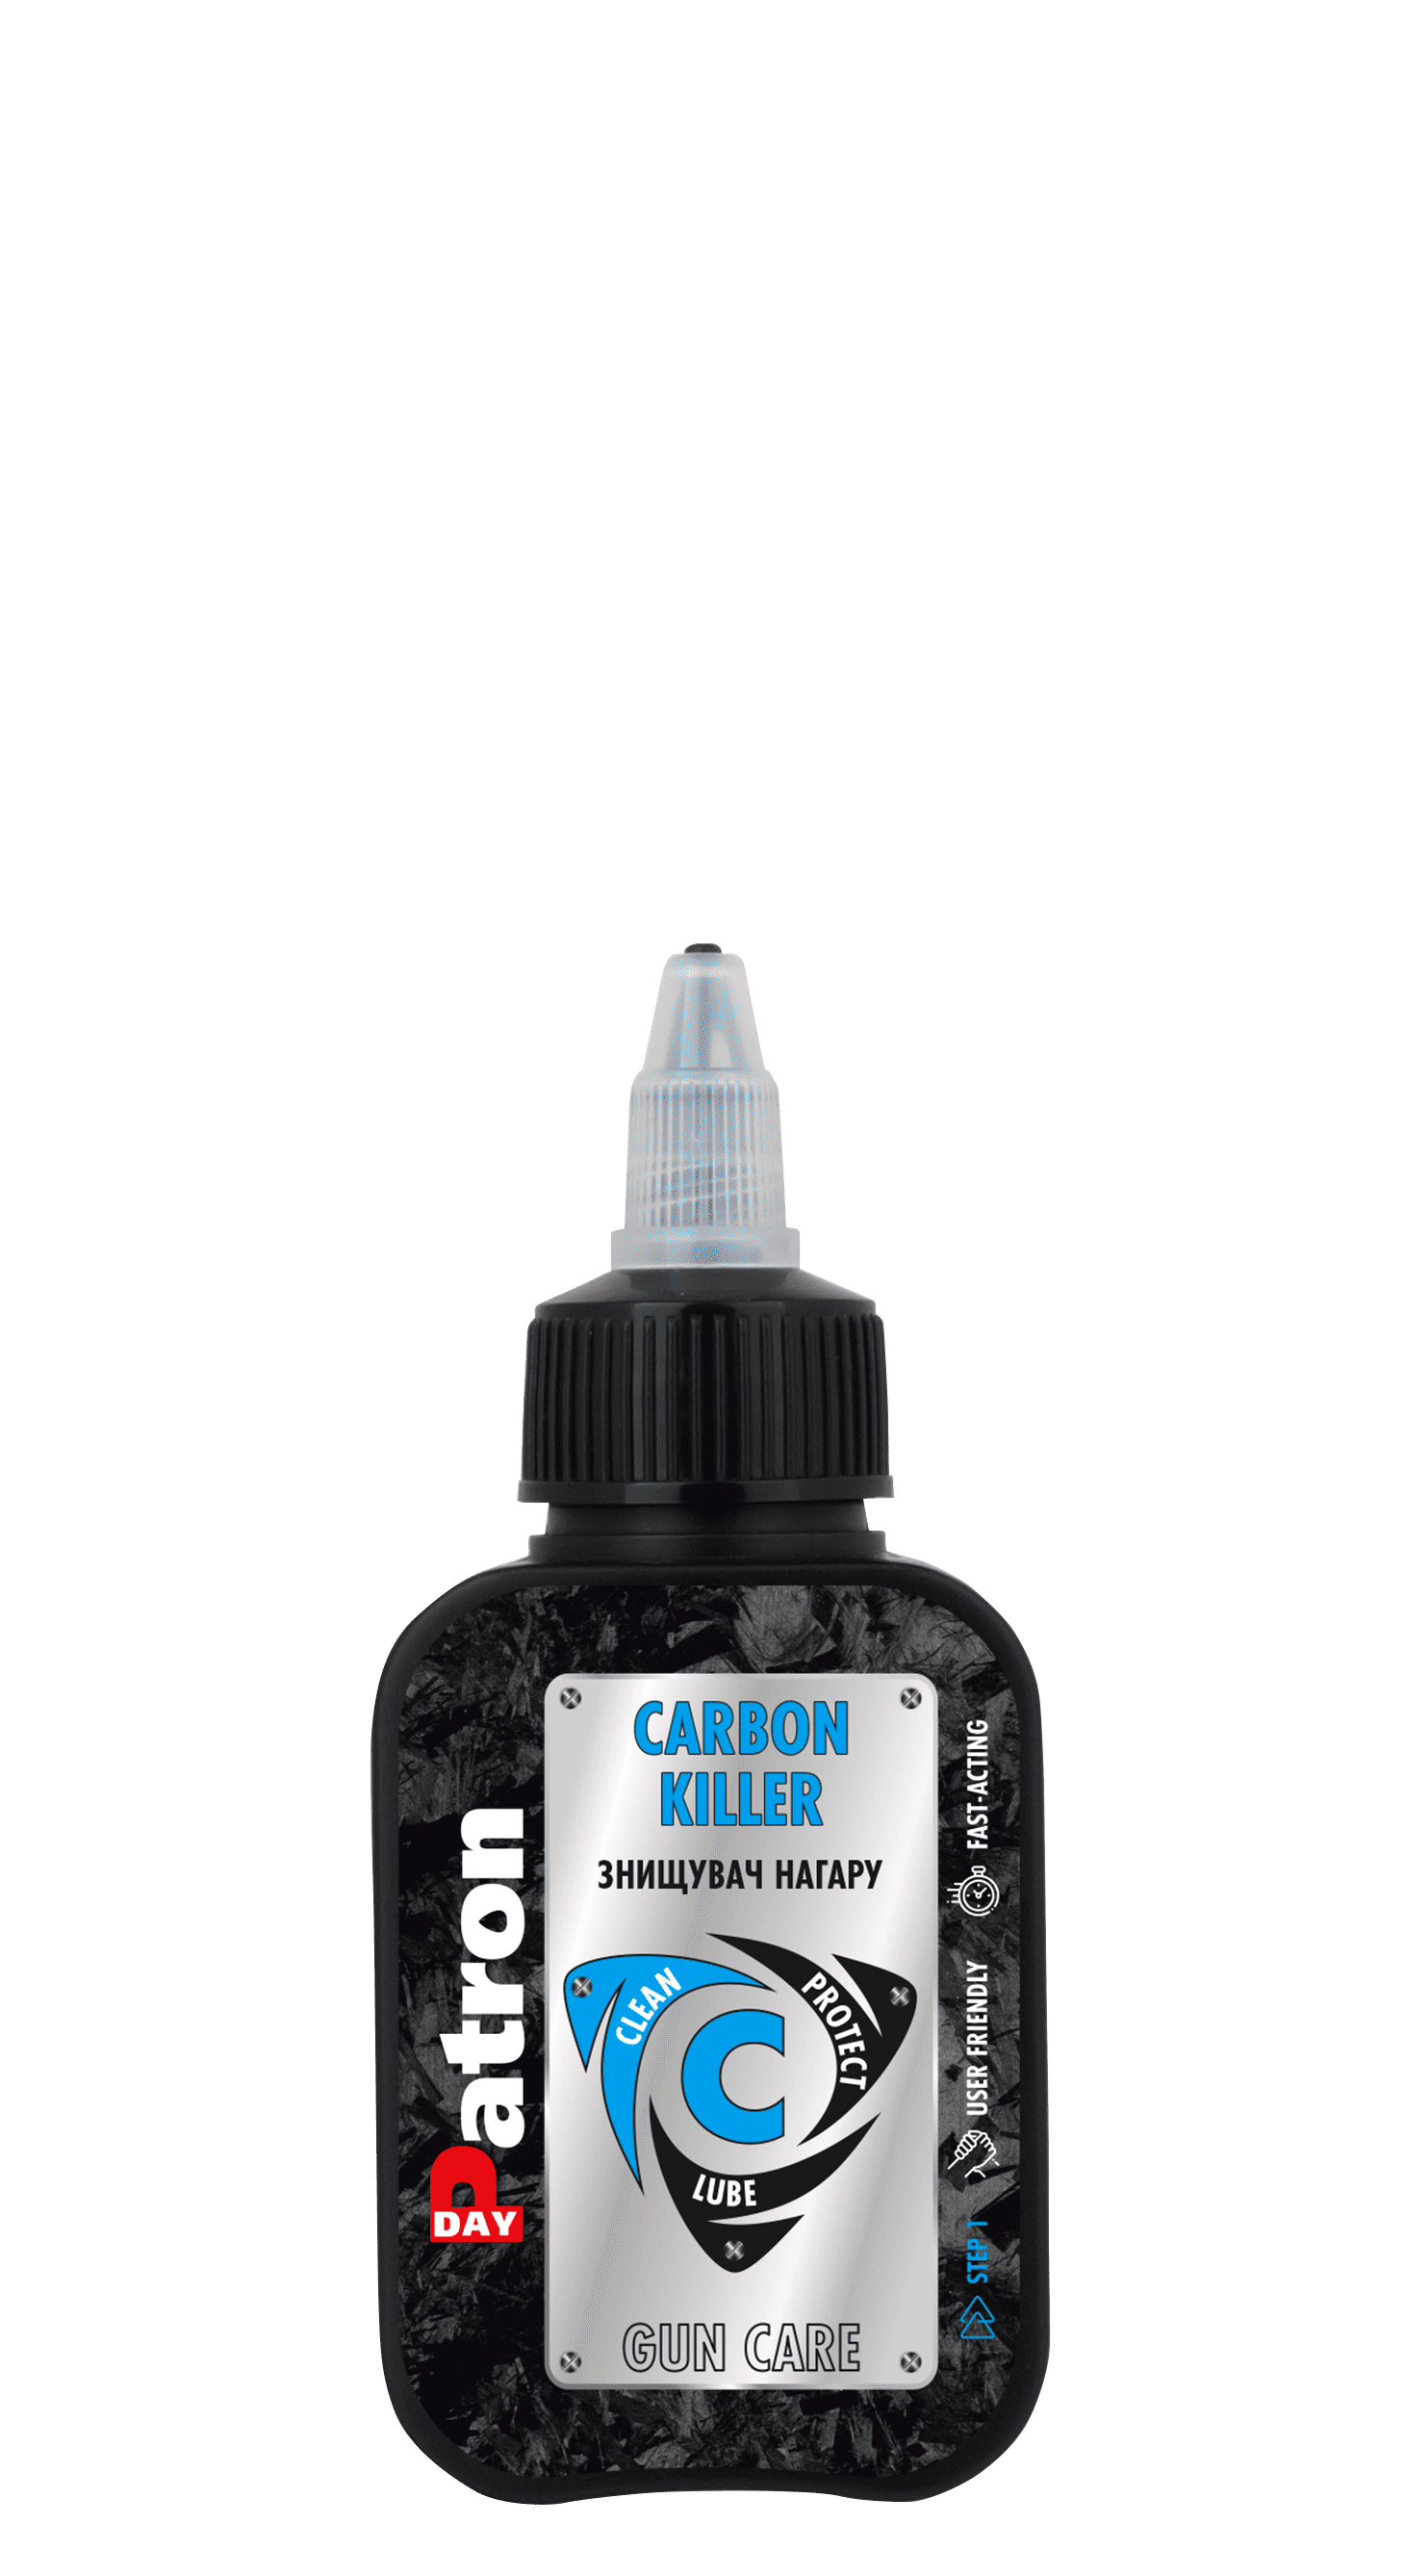 CARBON
KILLER
ЗНИЩУВАЧ НАГАРУ
CLEAN
PROTECT
C
LUBE
GUN CARE
Patron
DAY
STEP 1
USER FRIENDLY
FAST-ACTING